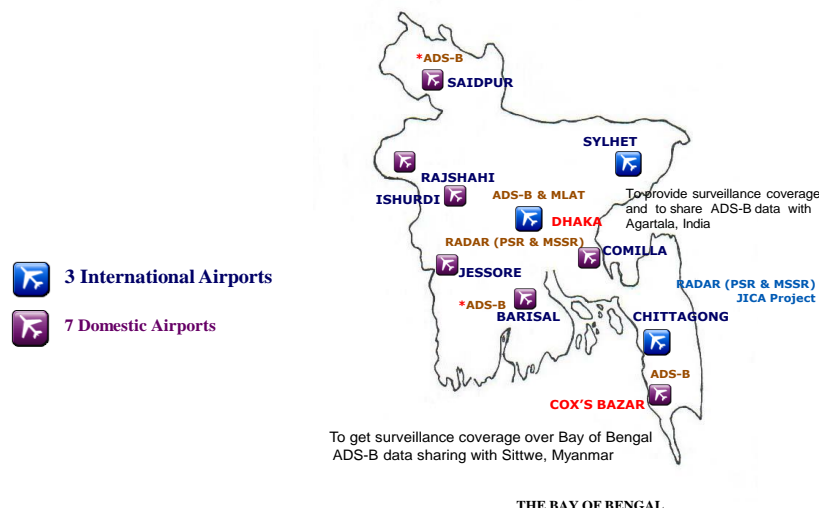 *ADS-B
SAIDPUR
SYLHET
RAJSHAHI
ISHURDI
ADS-B & MLAT
To provide surveillance coverage
and to share ADS-B data with
Agartala, India
DHAKA
RADAR (PSR & MSSR)
COMILLA
JESSORE
3 International Airports
RADAR (PSR & MSSR)
JICA Project
*ADS-B
BARISAL
CHITTAGONG
7 Domestic Airports
ADS-B
COX'S BAZAR
To get surveillance coverage over Bay of Bengal
ADS-B data sharing with Sittwe, Myanmar
THE BAY OF BENGAL